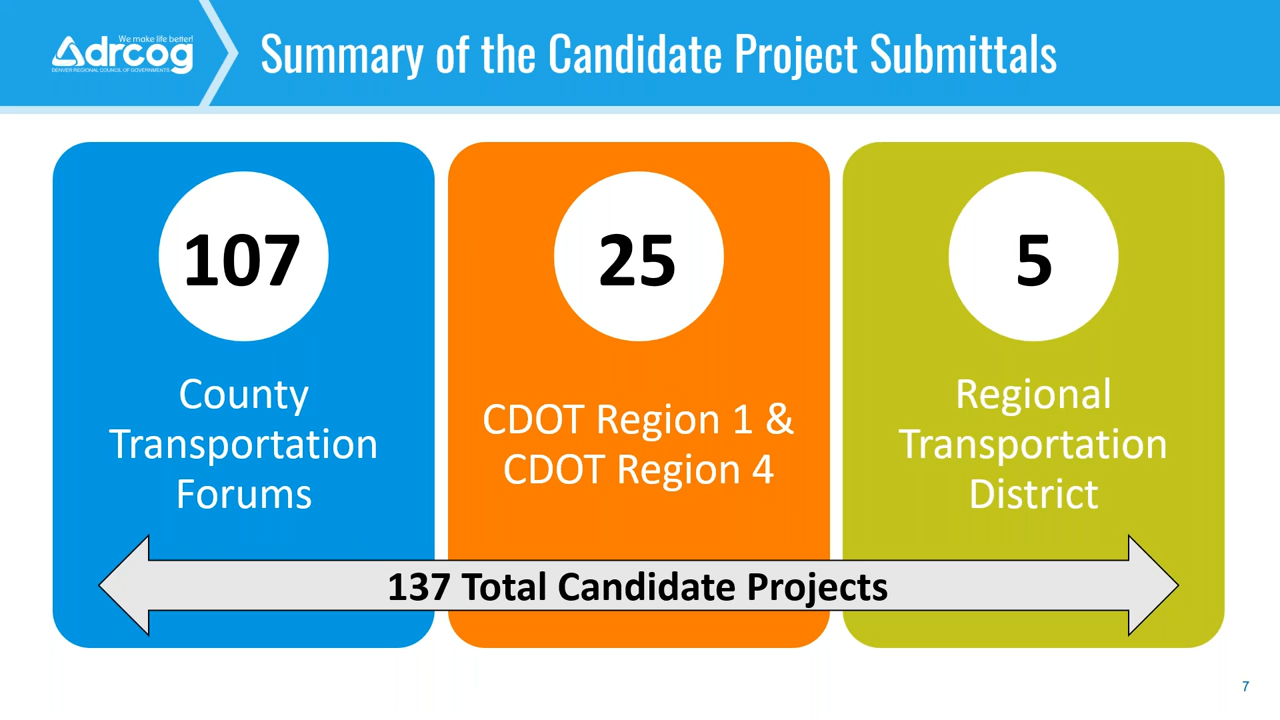 We make life better!
drcog
DENVER REGIONAL COUNCIL OF GOVERNMENTS
Summary of the Candidate Project Submittals
107
County
Transportation
Forums
25
CDOT Region 1 &
CDOT Region 4
5
Regional
Transportation
District
137 Total Candidate Projects
7